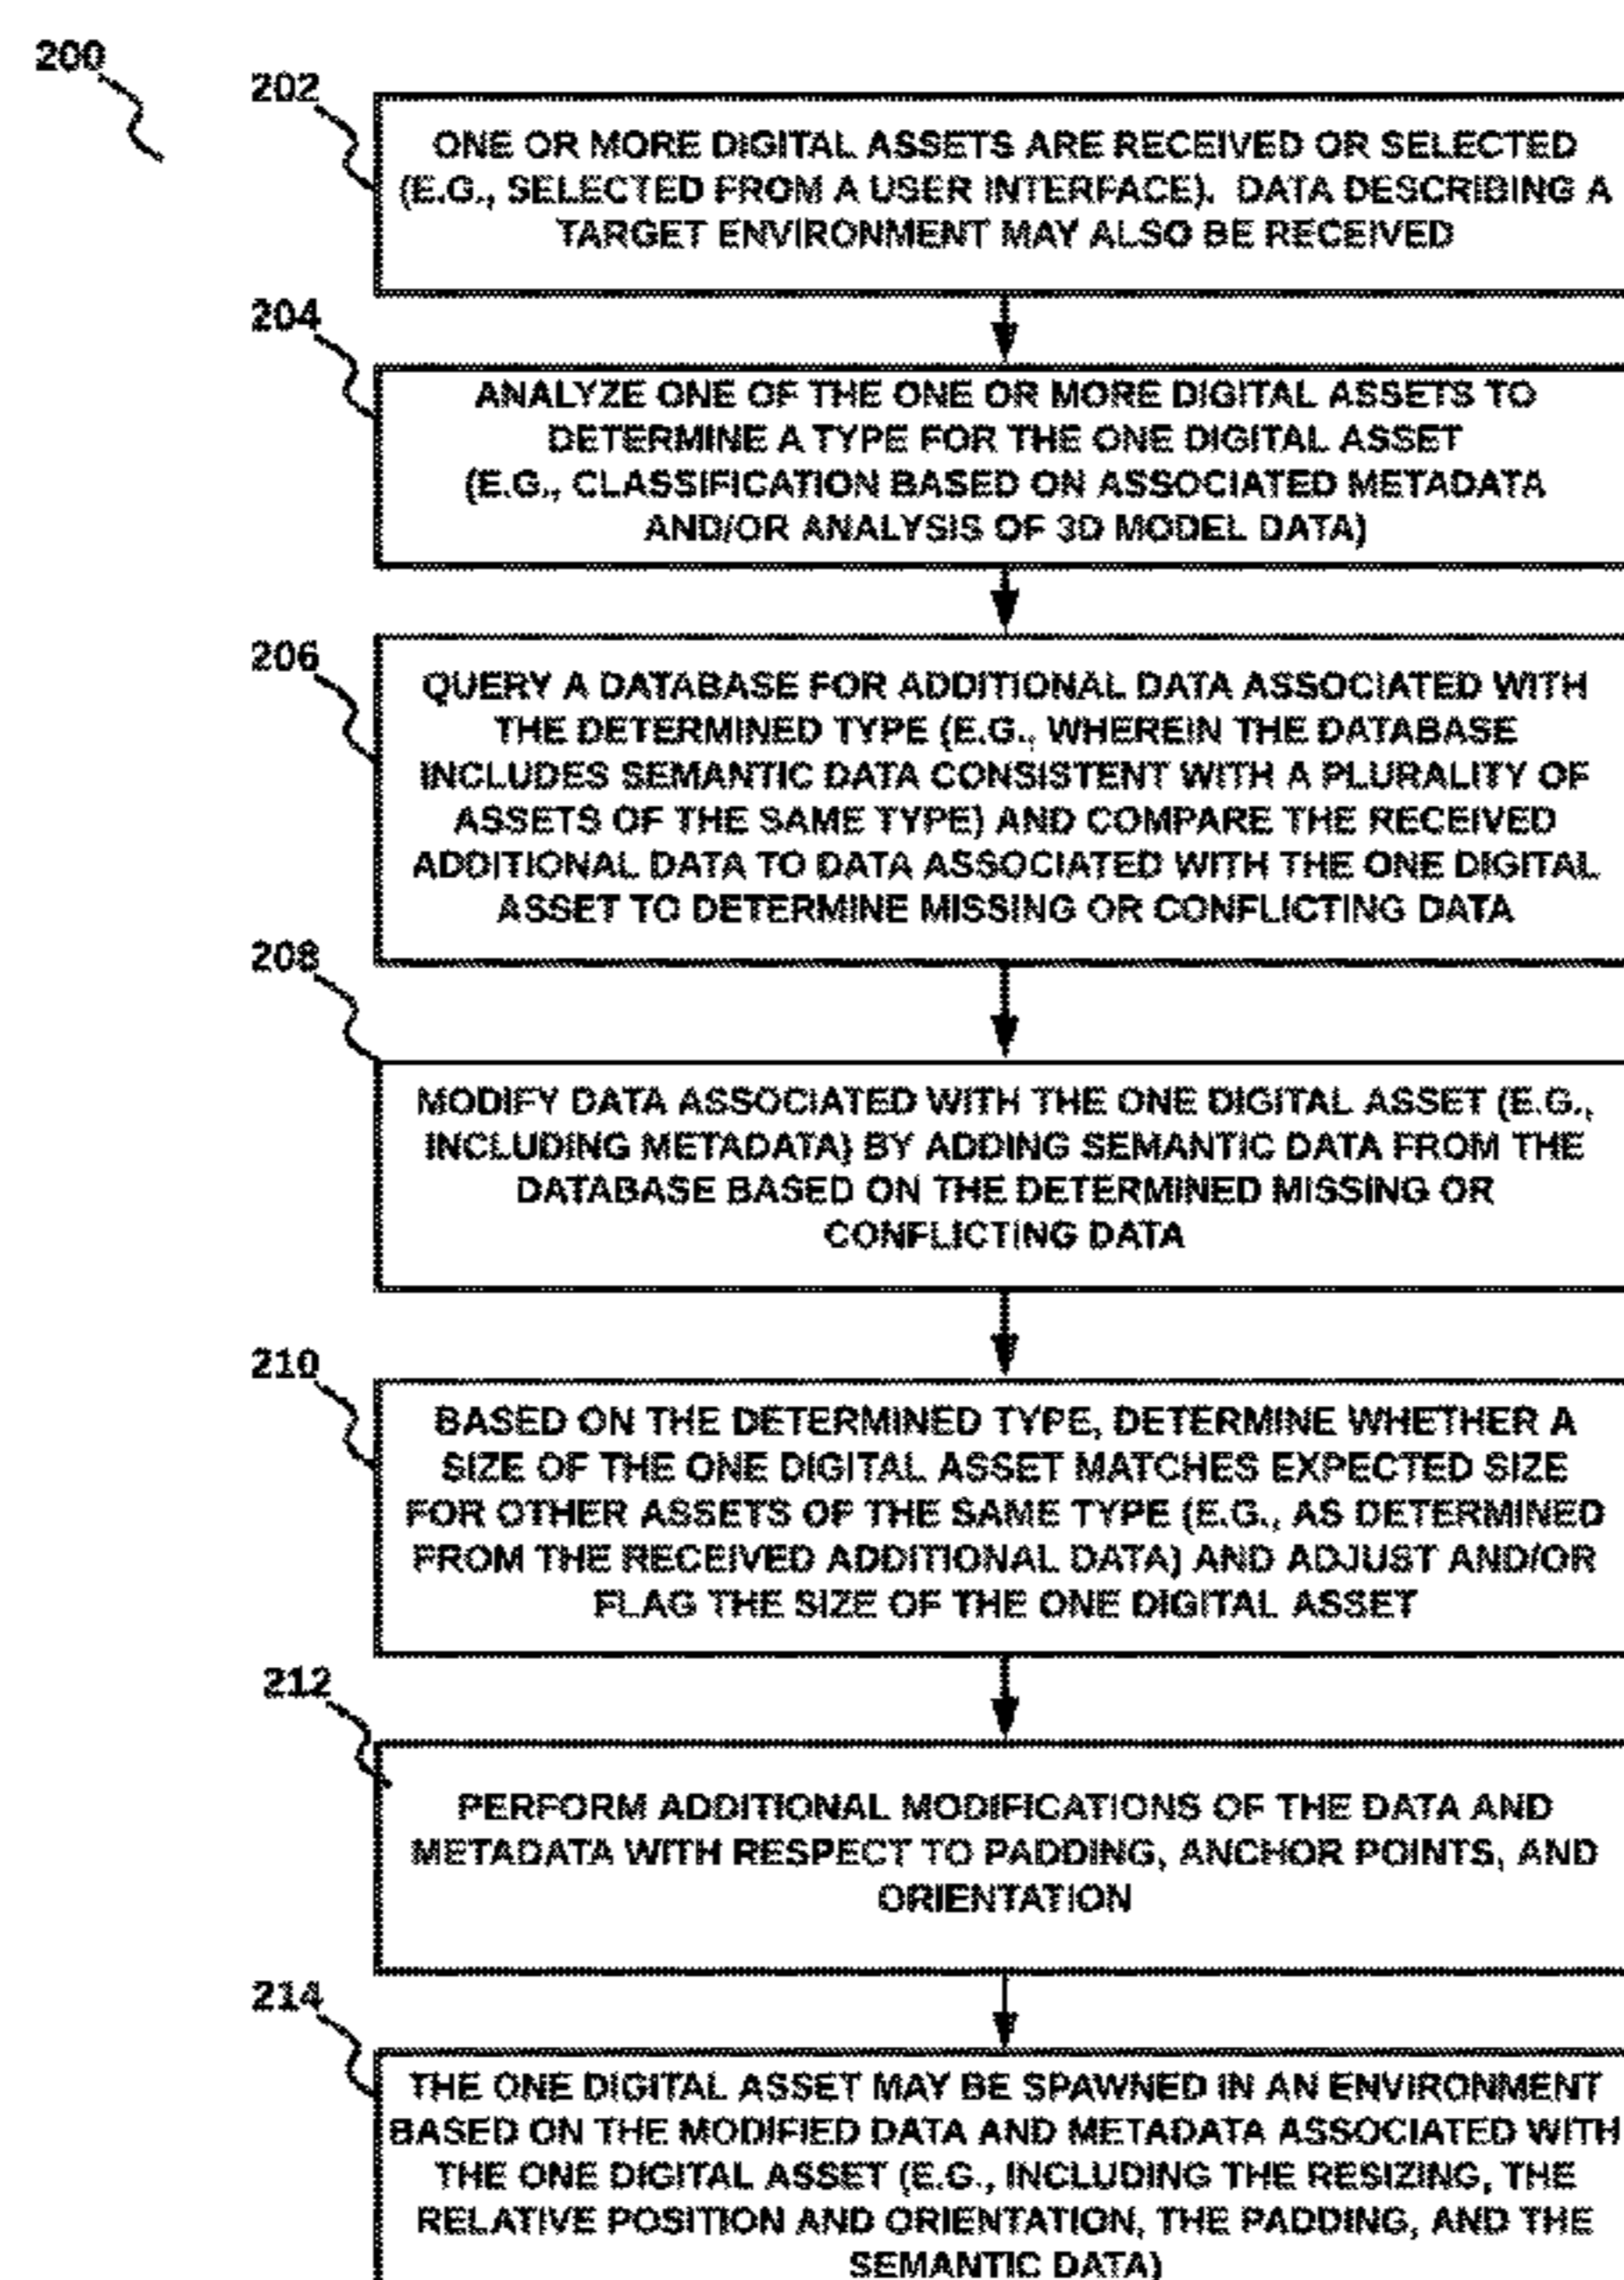 200
202
ONE OR MORE DIGITAL ASSETS ARE RECEIVED OR SELECTED
(E.G., SELECTED FROM A USER INTERFACE). DATA DESCRIBING A
TARGET ENVIRONMENT MAY ALSO BE RECEIVED
204
ANALYZE ONE OF THE ONE OR MORE DIGITAL ASSETS TO
DETERMINE A TYPE FOR THE ONE DIGITAL ASSET
(E.G., CLASSIFICATION BASED ON ASSOCIATED METADATA
AND/OR ANALYSIS OF 3D MODEL DATA)
206
QUERY A DATABASE FOR ADDITIONAL DATA ASSOCIATED WITH
THE DETERMINED TYPE (E.G., WHEREIN THE DATABASE
INCLUDES SEMANTIC DATA CONSISTENT WITH A PLURALITY OF
ASSETS OF THE SAME TYPE) AND COMPARE THE RECEIVED
ADDITIONAL DATA TO DATA ASSOCIATED WITH THE ONE DIGITAL
ASSET TO DETERMINE MISSING OR CONFLICTING DATA
208
MODIFY DATA ASSOCIATED WITH THE ONE DIGITAL ASSET (E.G.,
INCLUDING METADATA) BY ADDING SEMANTIC DATA FROM THE
DATABASE BASED ON THE DETERMINED MISSING OR
CONFLICTING DATA
210
BASED ON THE DETERMINED TYPE, DETERMINE WHETHER A
SIZE OF THE ONE DIGITAL ASSET MATCHES EXPECTED SIZE
FOR OTHER ASSETS OF THE SAME TYPE (E.G., AS DETERMINED
FROM THE RECEIVED ADDITIONAL DATA) AND ADJUST AND/OR
FLAG THE SIZE OF THE ONE DIGITAL ASSET
212
PERFORM ADDITIONAL MODIFICATIONS OF THE DATA AND
METADATA WITH RESPECT TO PADDING, ANCHOR POINTS, AND
ORIENTATION
214
THE ONE DIGITAL ASSET MAY BE SPAWNED IN AN ENVIRONMENT
BASED ON THE MODIFIED DATA AND METADATA ASSOCIATED WITH
THE ONE DIGITAL ASSET (E.G., INCLUDING THE RESIZING, THE
RELATIVE POSITION AND ORIENTATION, THE PADDING, AND THE
SEMANTIC DATA)